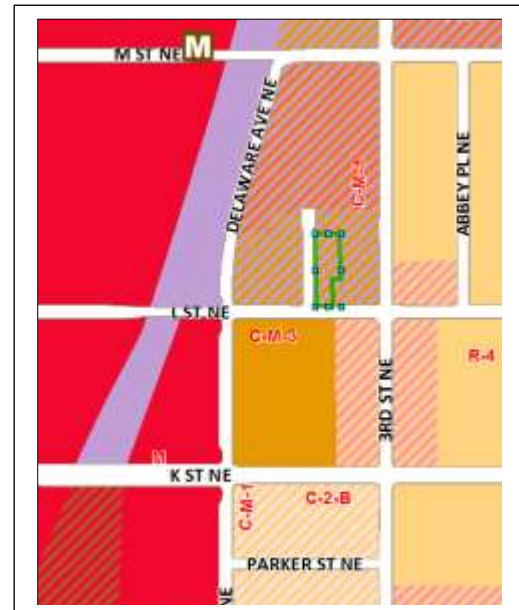 M ST NE M
DELAWARE AVE NE
ABBEY PL NE
C-M-1
L ST NE
C-M-3
R-4
3RD ST NE
M
K ST NE
C-M-1
C-2-B
PARKER ST NE
NE